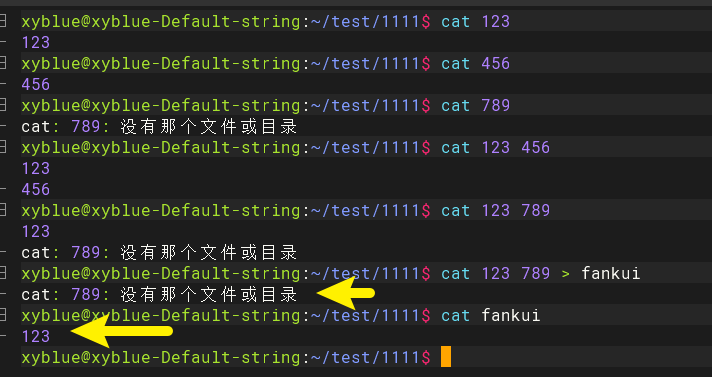 xyblue@xyblue-Default-string:~/test/1111$ cat 123
123
xyblue@xyblue-Default-string:~/test/1111$ cat 456
456
xyblue@xyblue-Default-string:~/test/1111$ cat 789
cat: 789: 没有那个文件或目录
xyblue@xyblue-Default-string:~/test/1111$ cat 123 456
123
456
xyblue@xyblue-Default-string:~/test/1111$ cat 123 789
123
cat: 789: 没有那个文件或目录
xyblue@xyblue-Default-string:~/test/1111$ cat 123 789 > fankui
cat: 789: 没有那个文件或目录
xyblue@xyblue-Default-string:~/test/1111$ cat fankui
123
xyblue@xyblue-Default-string:~/test/1111$